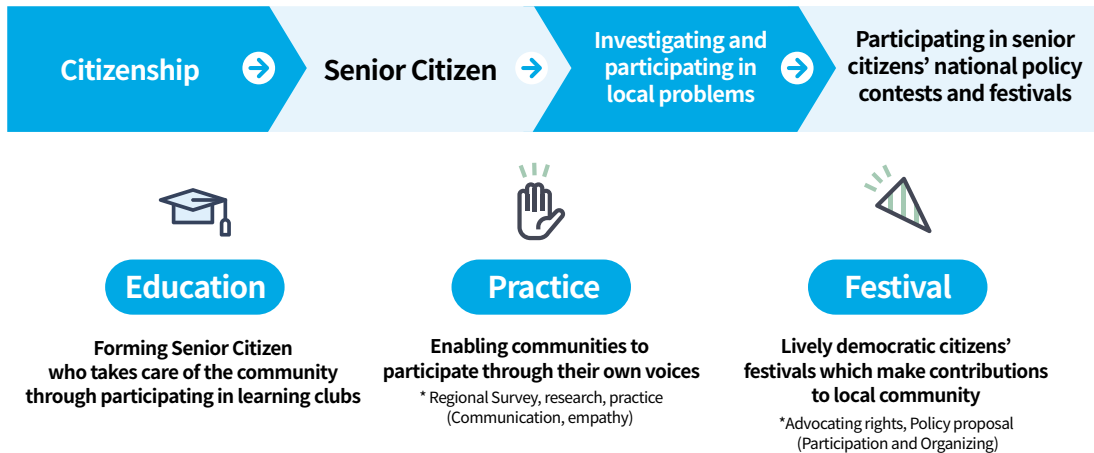 Citizenship
Senior Citizen
Investigating and
participating in
local problems
Participating in senior
citizens’ national policy
contests and festivals
Education
Forming Senior Citizen
who takes care of the community
through participating in learning clubs
Practice
Enabling communities to
participate through their own voices
* Regional Survey, research, practice
(Communication, empathy)
Festival
Lively democratic citizens’
festivals which make contributions
to local community
*Advocating rights, Policy proposal
(Participation and Organizing)